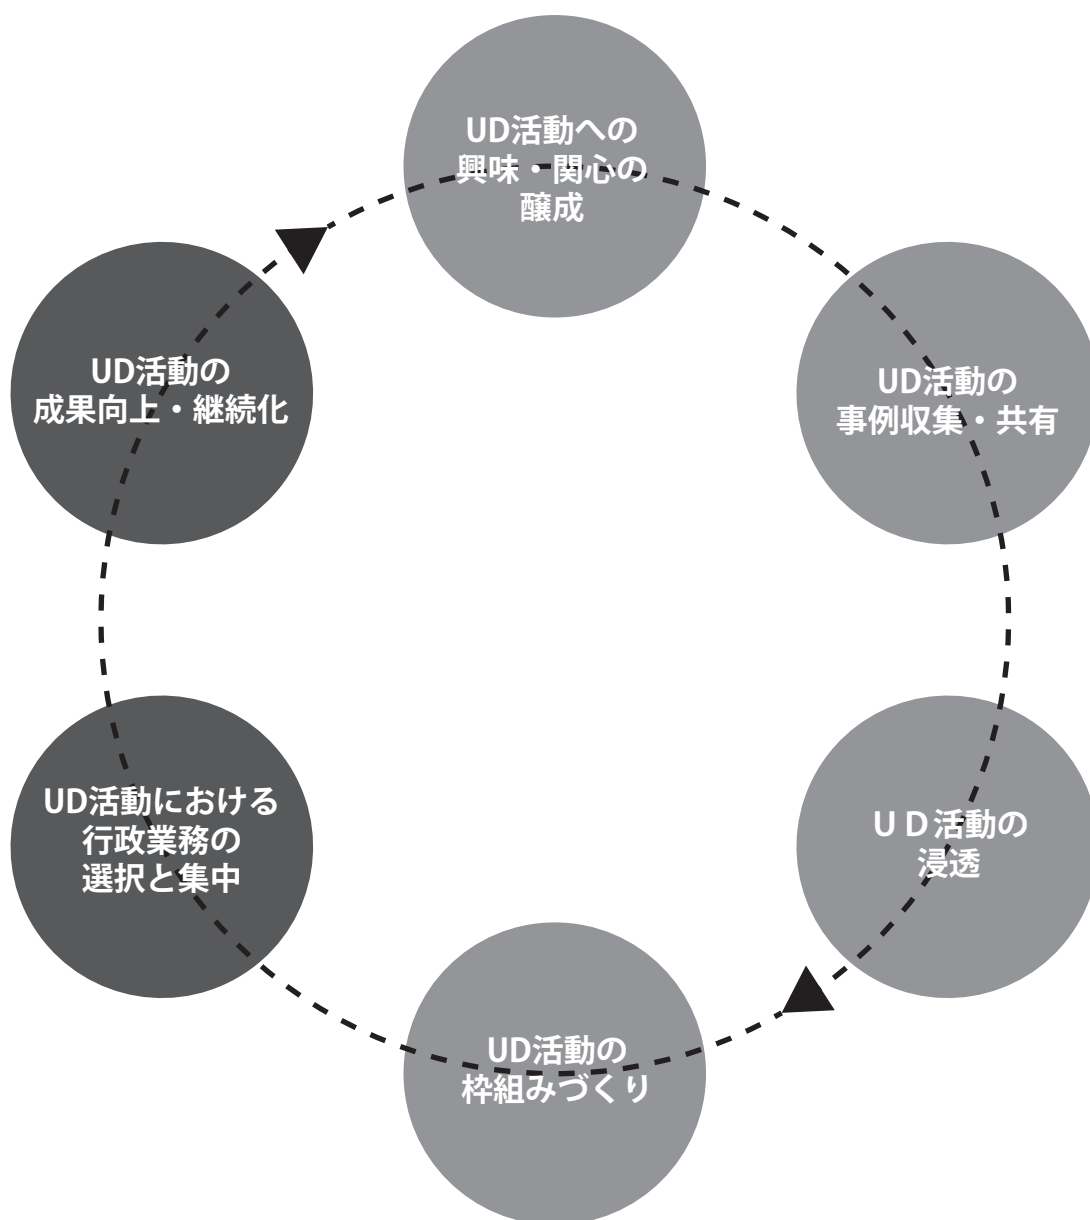 UD活動への
興味・関心の
醸成
UD活動の
事例収集・共有
ＵＤ活動の
浸透
UD活動の
枠組みづくり
UD活動における
行政業務の
選択と集中
UD活動の
成果向上・継続化